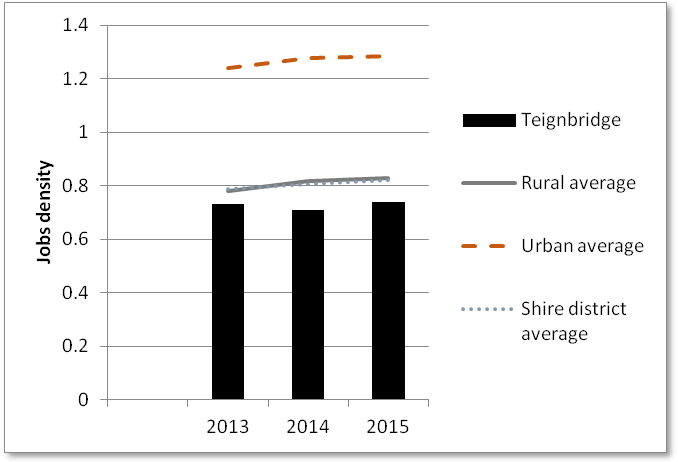 1.4
1.2
1
0.8
0.6
0.4
0.2
0
Jobs density
2013 2014 2015
Teignbridge
Rural average
Urban average
Shire district
average